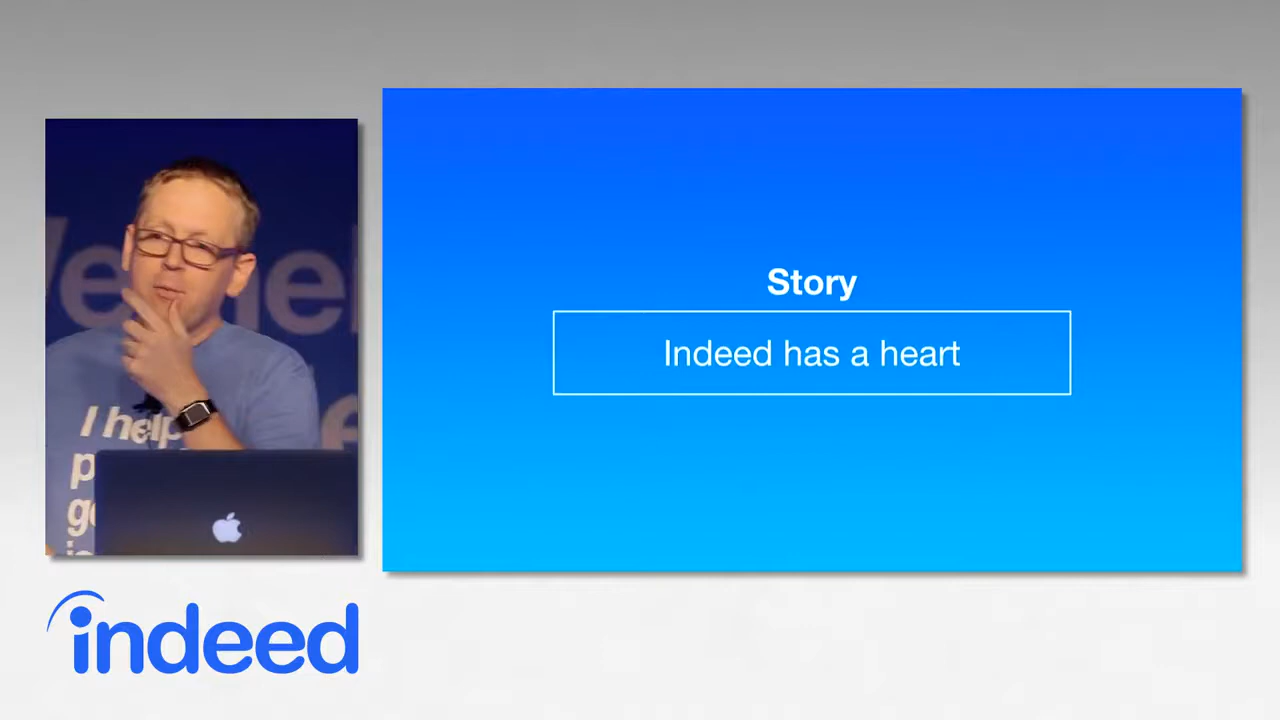 I help
p
Story
Indeed has a heart
indeed